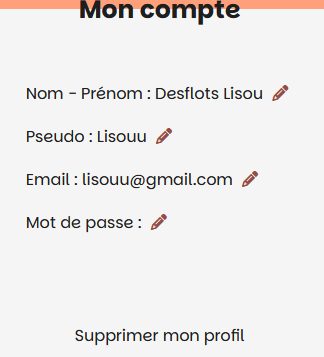 Mon compte
Nom - Prénom : Desflots Lisou
Pseudo : Lisouu
Email : lisouu@gmail.com
Mot de passe :
Supprimer mon profil